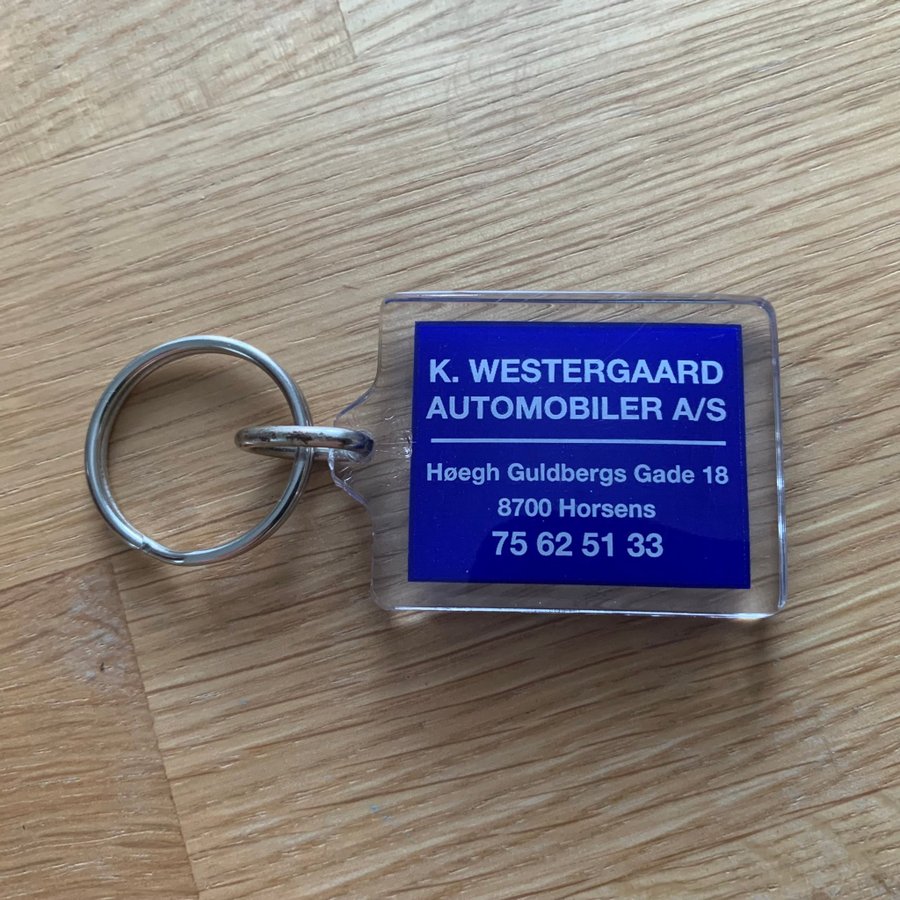 K. WESTERGAARD
AUTOMOBILER A/S
Høegh Guldbergs Gade 18
8700 Horsens
75 62 51 33